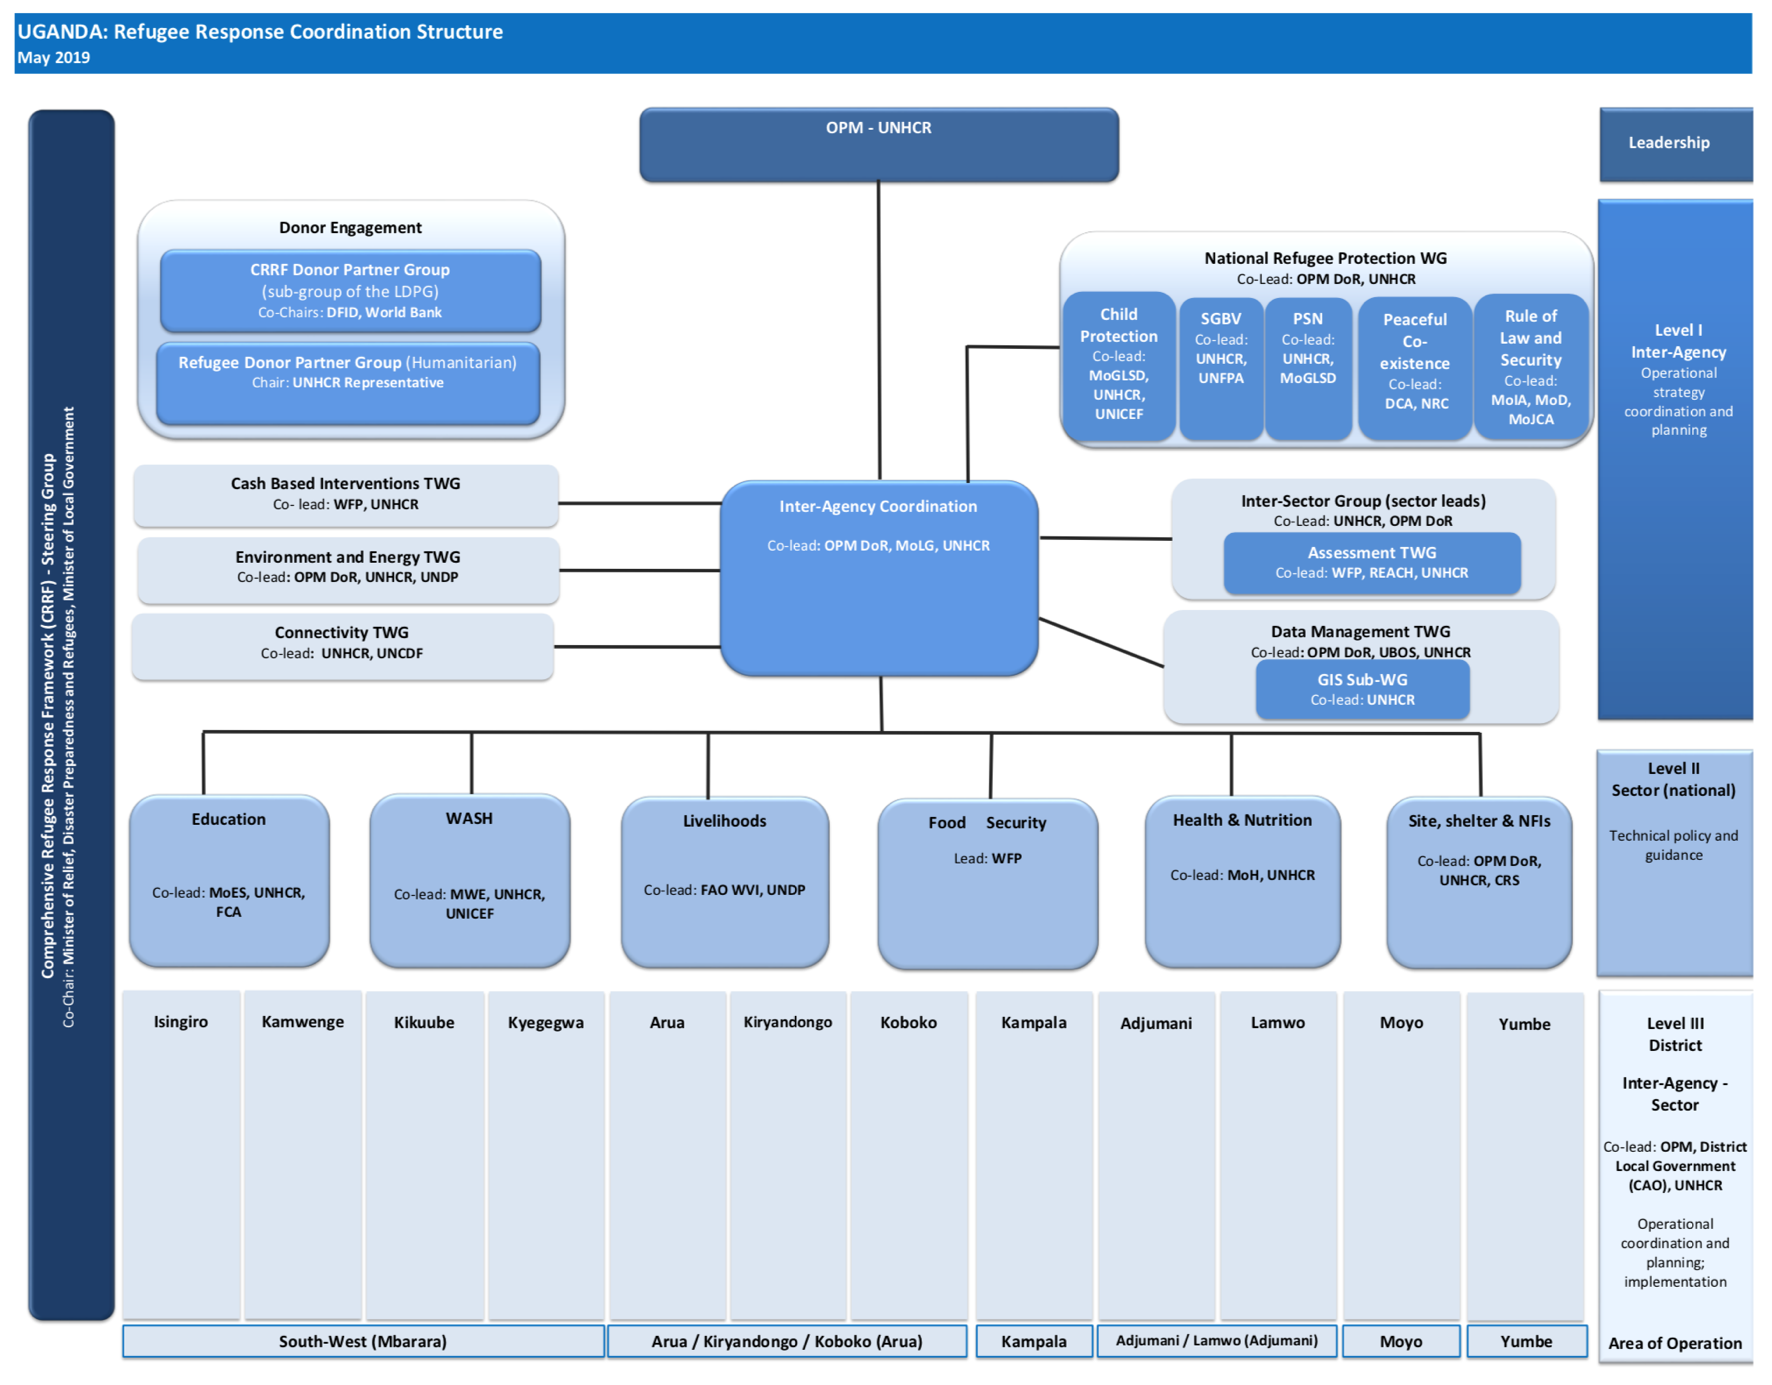 UGANDA: Refugee Response Coordination Structure
May 2019
Comprehensive Refugee Response Framework (CRRF) - Steering Group
Co-Chair: Minister of Relief, Disaster Preparedness and Refugees, Minister of Local Government
OPM - UNHCR
Leadership
Donor Engagement
CRRF Donor Partner Group
(sub-group of the LDPG)
Co-Chairs: DFID, World Bank
Refugee Donor Partner Group (Humanitarian)
Chair: UNHCR Representative
National Refugee Protection WG
Co-Lead: OPM DoR, UNHCR
Child
Protection
Co-lead:
MoGLSD,
UNHCR,
UNICEF
SGBV
Co-lead:
UNHCR,
UNFPA
PSN
Co-lead:
UNHCR,
MoGLSD
Peaceful
Co-
existence
Co-lead:
DCA, NRC
Rule of
Law and
Security
Co-lead:
MoIA, MoD,
MoJCA
Level I
Inter-Agency
Operational
strategy
coordination and
planning
Cash Based Interventions TWG
Co- lead: WFP, UNHCR
Environment and Energy TWG
Co-lead: OPM DoR, UNHCR, UNDP
Connectivity TWG
Co-lead: UNHCR, UNCDF
Inter-Agency Coordination
Co-lead: OPM DoR, MoLG, UNHCR
Inter-Sector Group (sector leads)
Co-Lead: UNHCR, OPM DoR
Assessment TWG
Co-lead: WFP, REACH, UNHCR
Data Management TWG
Co-lead: OPM DoR, UBOS, UNHCR
GIS Sub-WG
Co-lead: UNHCR
Education
Co-lead: MoES, UNHCR,
FCA
WASH
Co-lead: MWE, UNHCR,
UNICEF
Livelihoods
Co-lead: FAO WVI, UNDP
Food Security
Lead: WFP
Health & Nutrition
Co-lead: MoH, UNHCR
Site, shelter & NFIs
Co-lead: OPM DoR,
UNHCR, CRS
Level II
Sector (national)
Technical policy and
guidance
Isingiro
Kamwenge
Kikuube
Kyegegwa
Arua
Kiryandongo
Koboko
Kampala
Adjumani
Lamwo
Moyo
Yumbe
Level III
District
Inter-Agency -
Sector
Co-lead: OPM, District
Local Government
(CAO), UNHCR
Operational
coordination and
planning;
implementation
South-West (Mbarara)
Arua / Kiryandongo / Koboko (Arua)
Kampala
Adjumani / Lamwo (Adjumani)
Moyo
Yumbe
Area of Operation